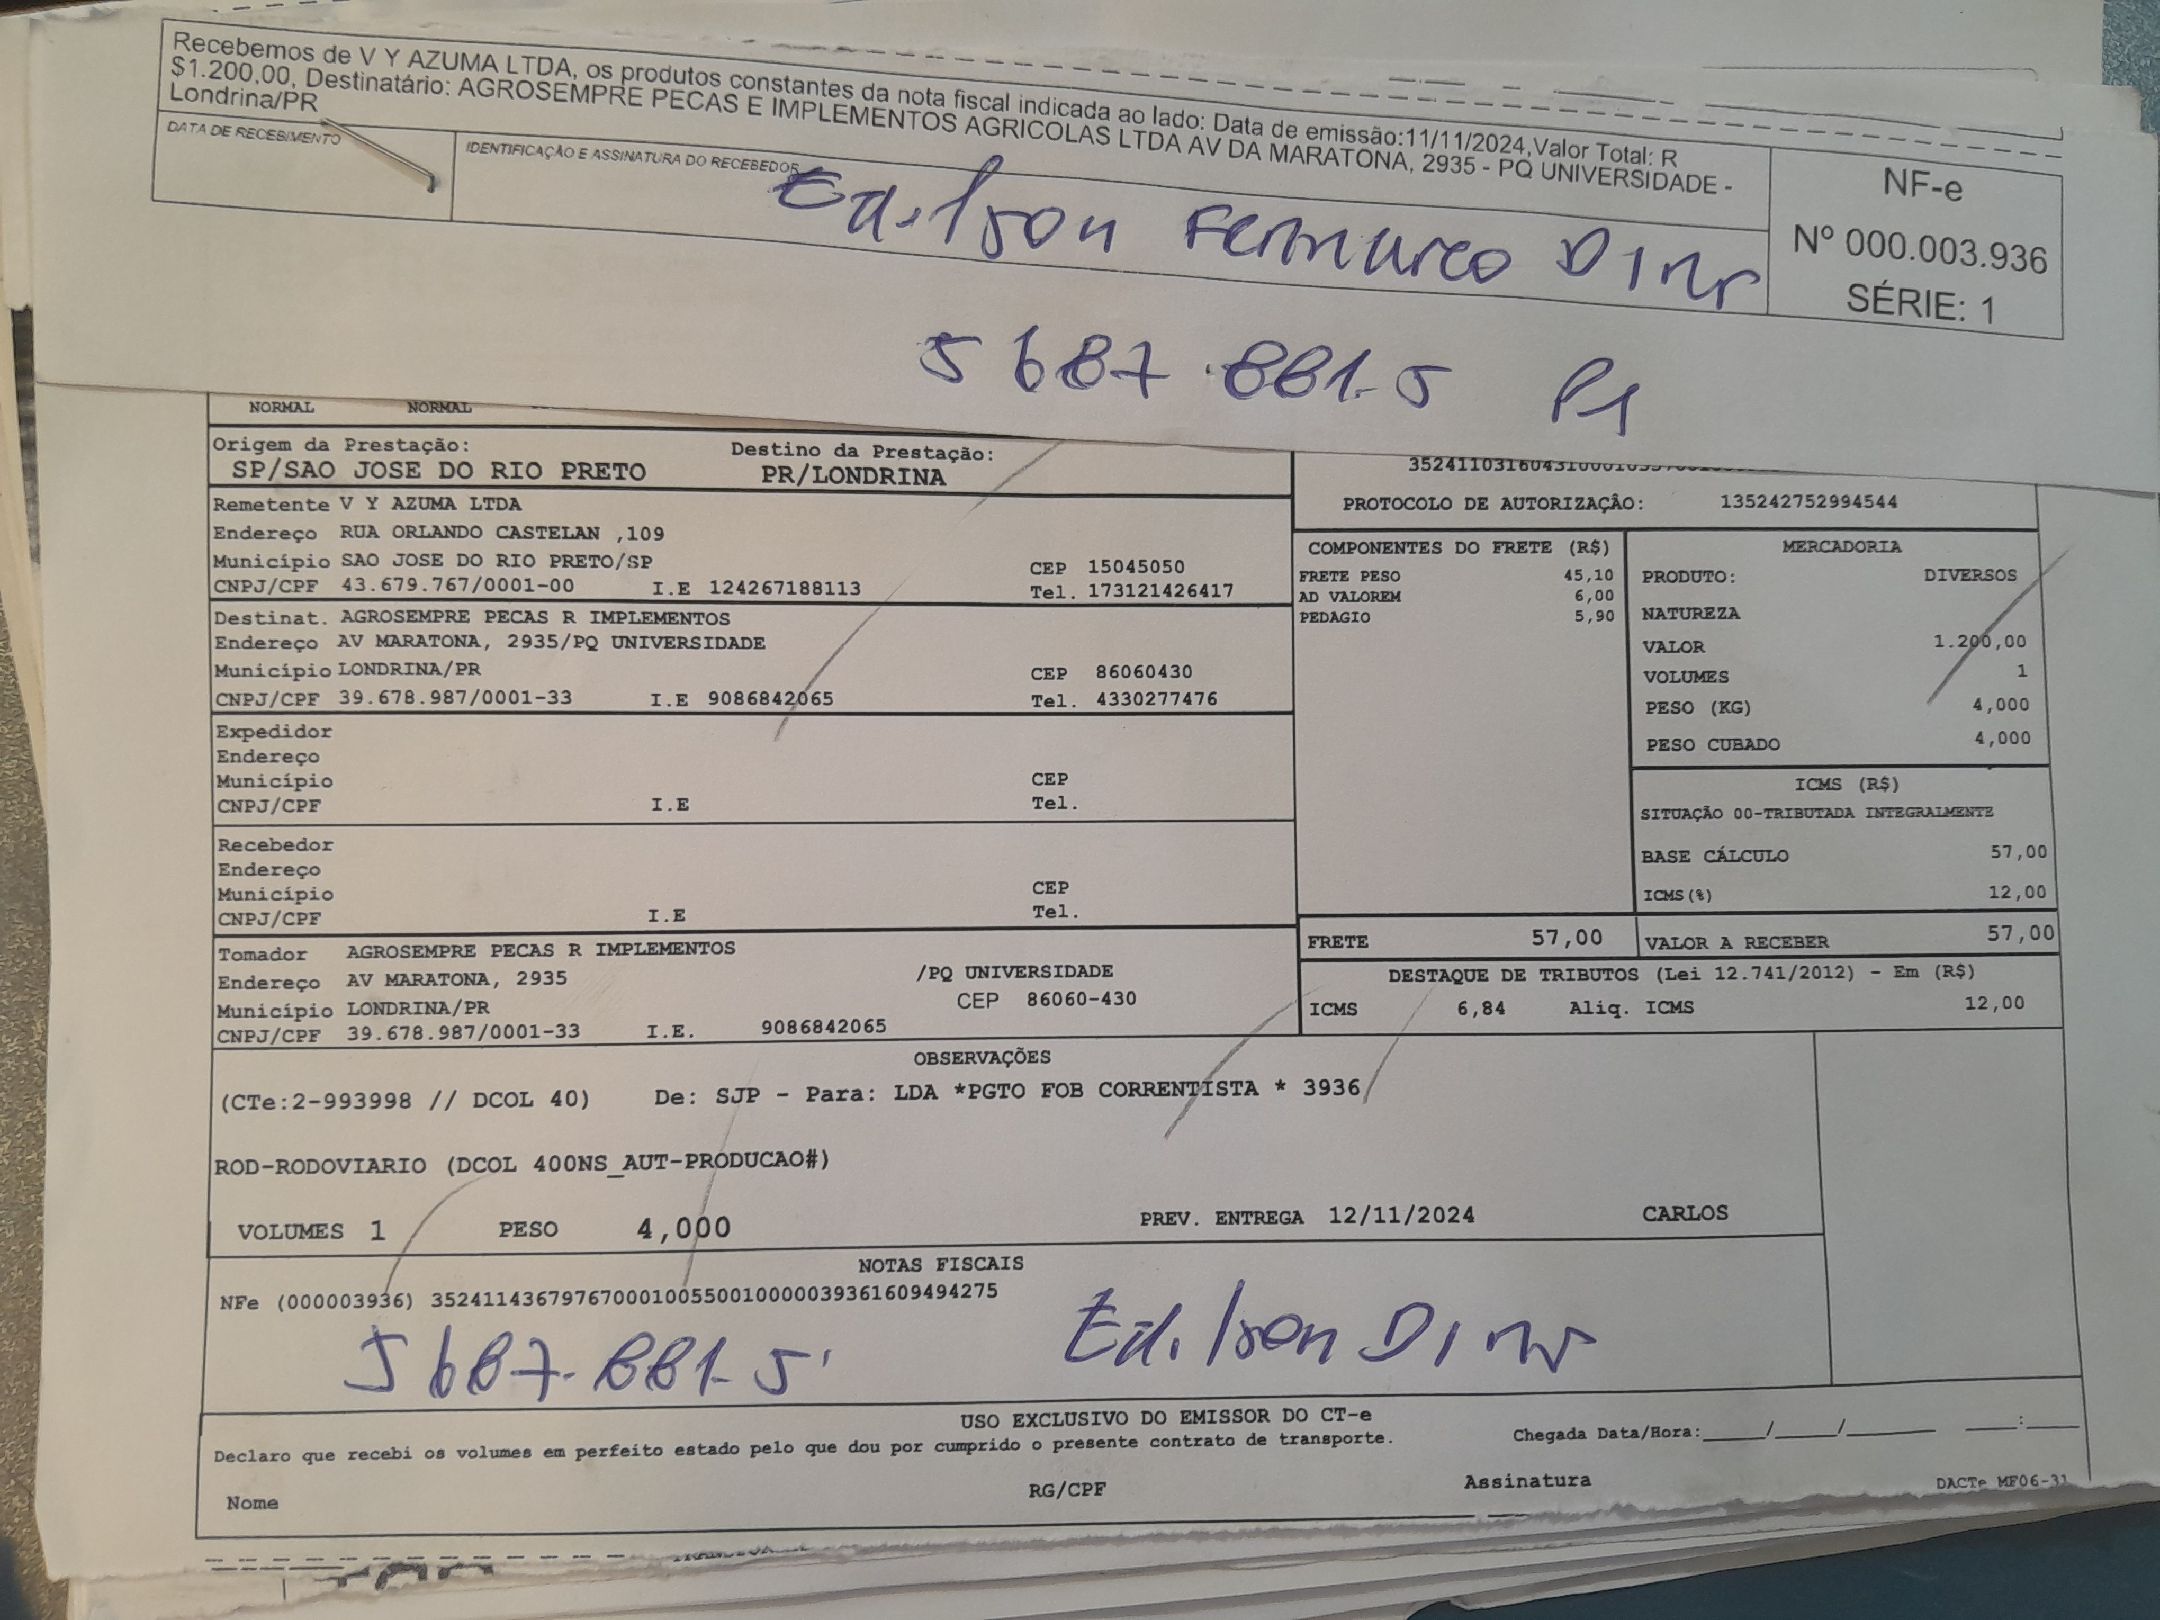 Recebemos de V Y AZUMA LTDA, os produtos constantes da nota fiscal indicada ao lado: Data de emissão:11/11/2024,Valor Total: R
$1.200,00, Destinatário: AGROSEMPRE PECAS E IMPLEMENTOS AGRICOLAS LTDA AV DA MARATONA, 2935 - PQ UNIVERSIDADE -
Londrina/PR
DATA DE RECEBIMENTO
IDENTIFICAÇÃO E ASSINATURA DO RECEBEDOR
Edilson
NF-e
Nº 000.003.936
SÉRIE: 1
5687.881-5 Pr
NORMAL NORMAL
Origem da Prestação: Destino da Prestação:
SP/SAO JOSE DO RIO PRETO PR/LONDRINA
PROTOCOLO DE AUTORIZAÇÂO: 135242752994544
Remetente V Y AZUMA LTDA
Endereço RUA ORLANDO CASTELAN ,109
Município SAO JOSE DO RIO PRETO/SP CEP 15045050
CNPJ/CPF 43.679.767/0001-00 I.E 124267188113 Tel. 173121426417
Destinat. AGROSEMPRE PECAS R IMPLEMENTOS
Endereço AV MARATONA, 2935/PQ UNIVERSIDADE
Município LONDRINA/PR CEP 86060430
CNPJ/CPF 39.678.987/0001-33 I.E 9086842065 Tel. 4330277476
Expedidor
Endereço
Município CEP
CNPJ/CPF I.E Tel.
Recebedor
Endereço
Município CEP
CNPJ/CPF I.E Tel.
Tomador AGROSEMPRE PECAS R IMPLEMENTOS
Endereço AV MARATONA, 2935 /PQ UNIVERSIDADE
Município LONDRINA/PR CEP 86060-430
CNPJ/CPF 39.678.987/0001-33 I.E. 9086842065
COMPONENTES DO FRETE (R$)
FRETE PESO 45,10
AD VALOREM 6,00
PEDAGIO 5,90
MERCADORIA
PRODUTO: DIVERSOS
NATUREZA
VALOR 1.200,00
VOLUMES 1
PESO (KG) 4,000
PESO CUBADO 4,000
ICMS (R$)
SITUAÇÃO 00-TRIBUTADA INTEGRALMENTE
BASE CÁLCULO 57,00
ICMS(%) 12,00
FRETE 57,00 VALOR A RECEBER 57,00
DESTAQUE DE TRIBUTOS (Lei 12.741/2012) - Em (R$)
ICMS 6,84 Aliq. ICMS 12,00
OBSERVAÇÕES
(CTe:2-993998 // DCOL 40) De: SJP - Para: LDA *PGTO FOB CORRENTISTA * 3936
ROD-RODOVIARIO (DCOL 400NS_AUT-PRODUCAO#)
VOLUMES 1 PESO 4,000 PREV. ENTREGA 12/11/2024 CARLOS
NOTAS FISCAIS
NFe (000003936) 35241143679767000100550010000039361609494275
5687.881-5 Edilson
USO EXCLUSIVO DO EMISSOR DO CT-e
Declaro que recebi os volumes em perfeito estado pelo que dou por cumprido o presente contrato de transporte. Chegada Data/Hora:_____/_____/_______ ____:____
Nome RG/CPF Assinatura
DACTe MF06-31